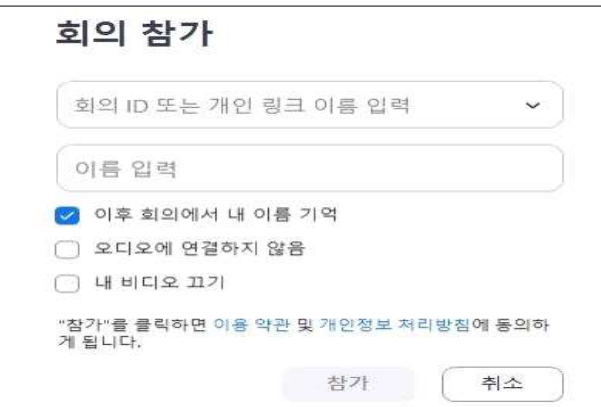 회의 참가
회의 ID 또는 개인 링크 이름 입력
이름 입력
이후 회의에서 내 이름 기억
오디오에 연결하지 않음
내 비디오 끄기
"참가"를 클릭하면 이용 약관 및 개인정보 처리방침에 동의하
게 됩니다.
참가 취소